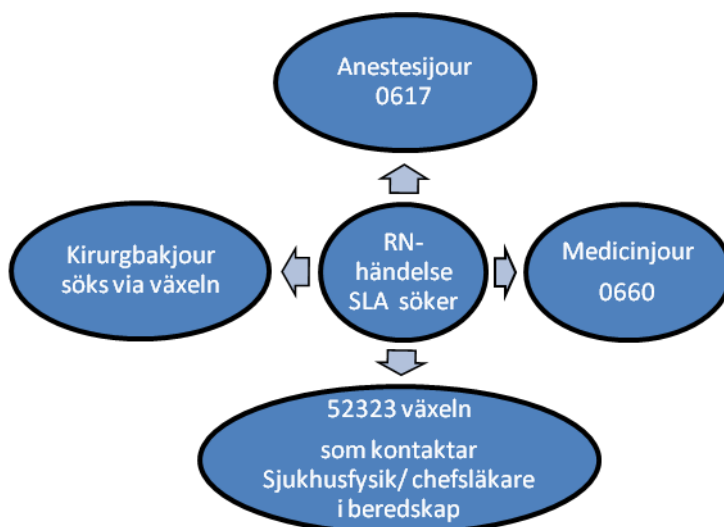 Anestesijour
0617
Kirurgbakjour
söks via växeln
RN-
händelse
SLA söker
Medicinjour
0660
52323 växeln
som kontaktar
Sjukhusfysik/ chefsläkare
i beredskap